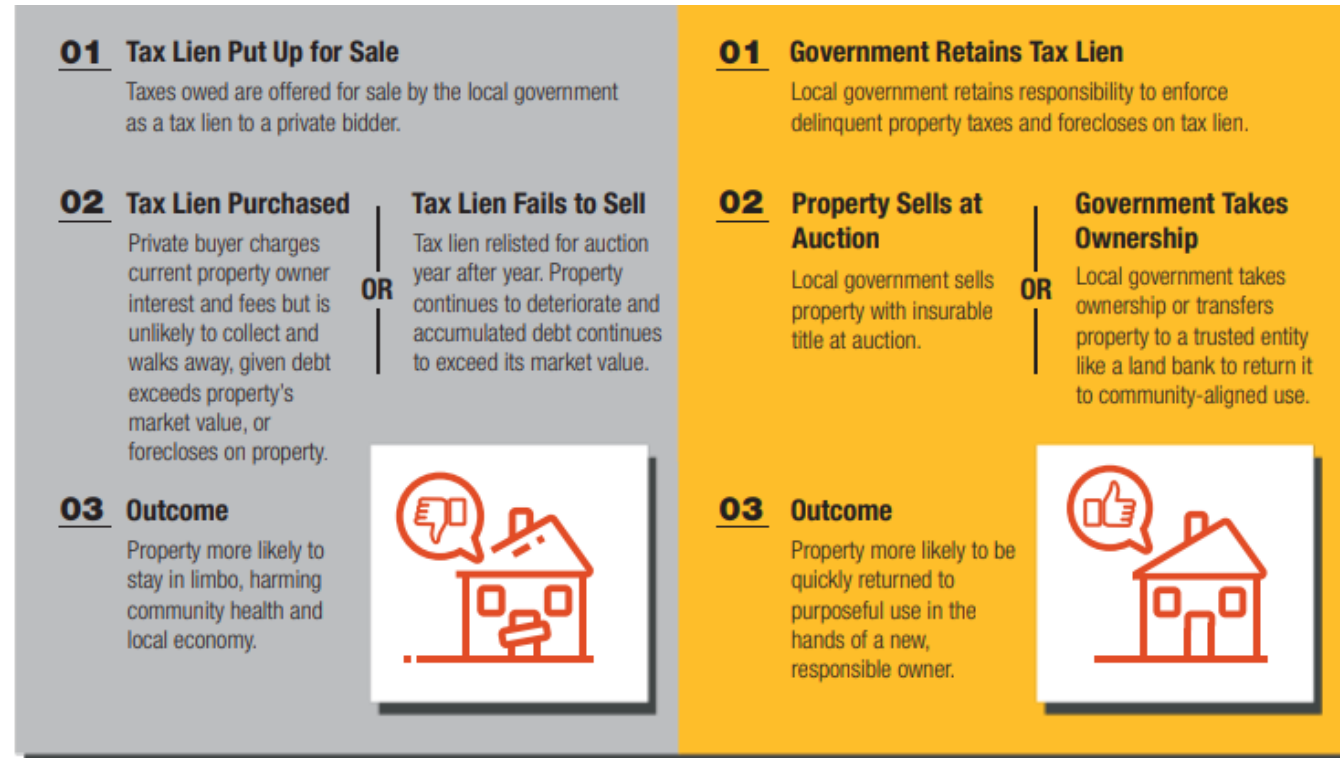 01 Tax Lien Put Up for Sale
Taxes owed are offered for sale by the local government
as a tax lien to a private bidder.
02 Tax Lien Purchased
Private buyer charges
current property owner
interest and fees but is
unlikely to collect and
walks away, given debt
exceeds property's
market value, or
forecloses on property.
OR
Tax Lien Fails to Sell
Tax lien relisted for auction
year after year. Property
continues to deteriorate and
accumulated debt continues
to exceed its market value.
03 Outcome
Property more likely to
stay in limbo, harming
community health and
local economy.
01 Government Retains Tax Lien
Local government retains responsibility to enforce
delinquent property taxes and forecloses on tax lien.
02 Property Sells at
Auction
Local government sells
property with insurable
title at auction.
OR
Government Takes
Ownership
Local government takes
ownership or transfers
property to a trusted entity
like a land bank to return it
to community-aligned use.
03 Outcome
Property more likely to be
quickly returned to
purposeful use in the
hands of a new,
responsible owner.